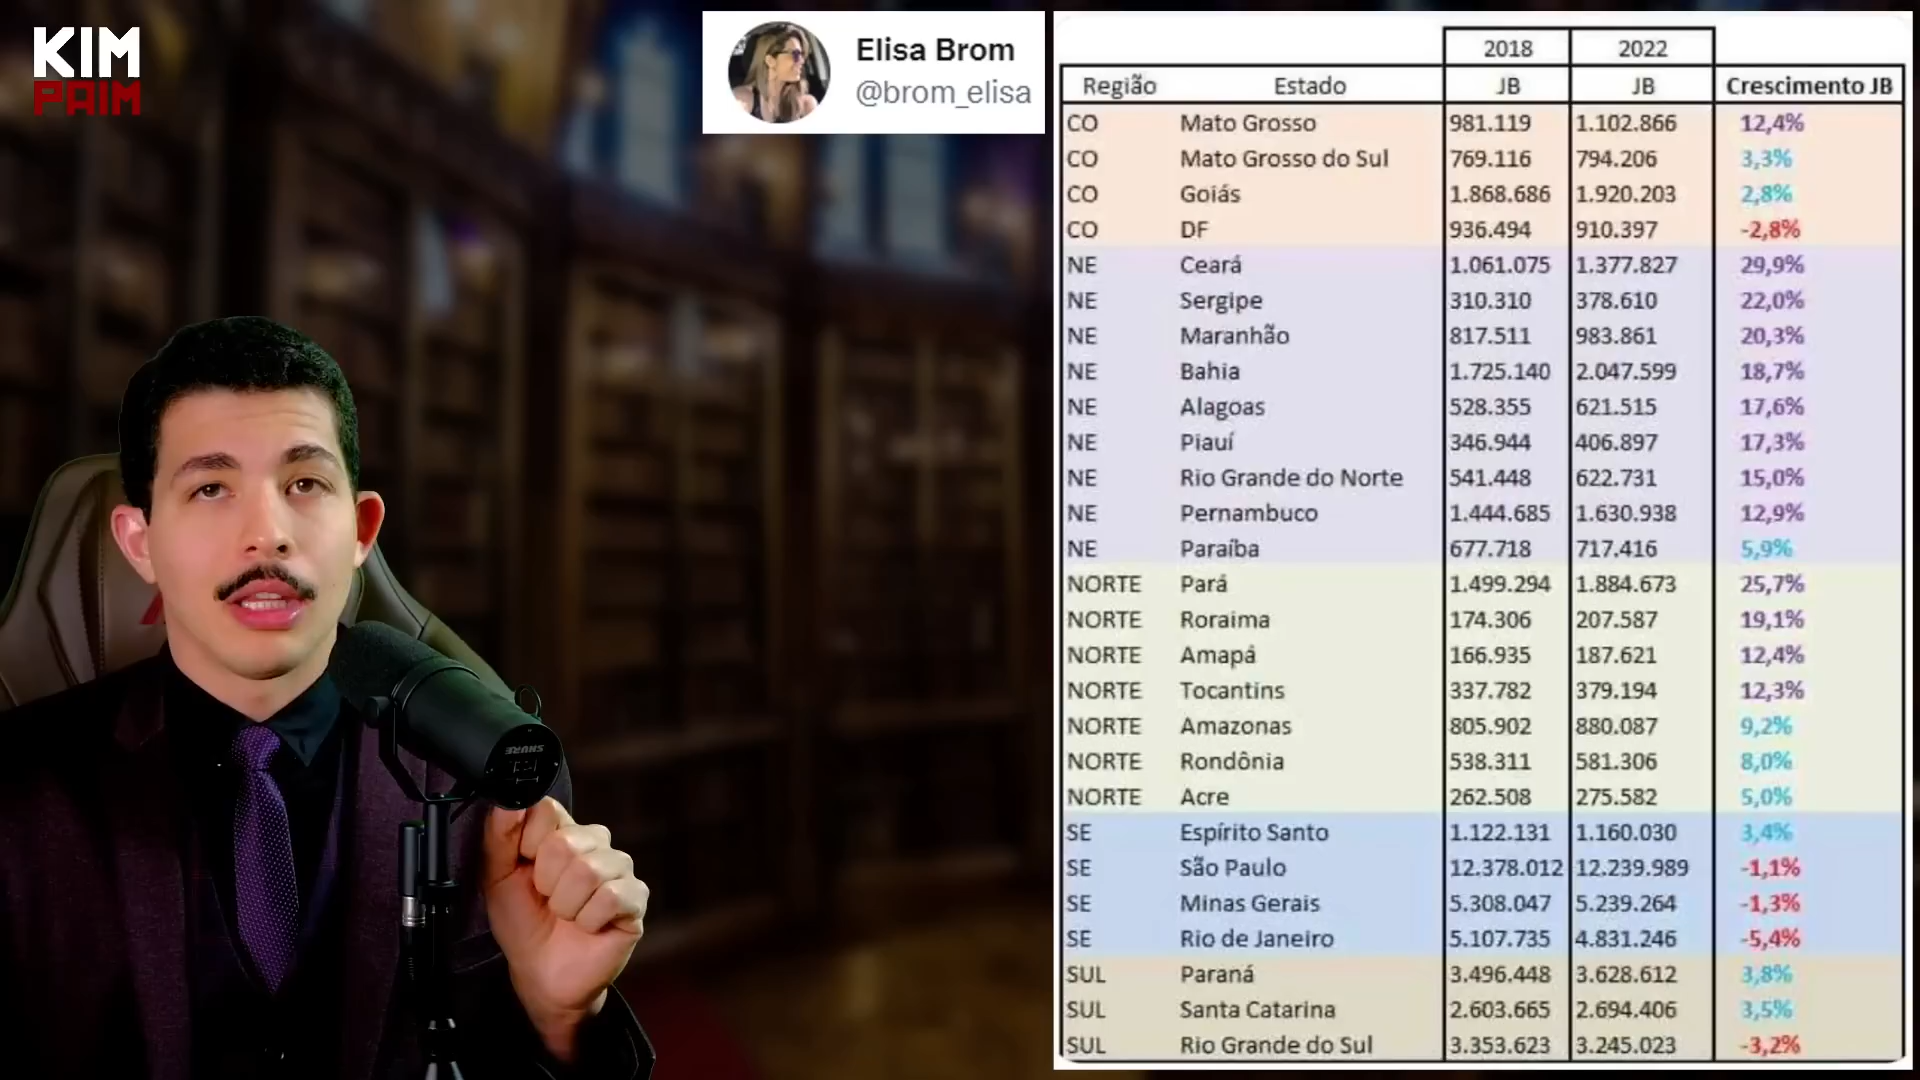 KIM
PAIM
Elisa Brom
@brom_elisa
2018 2022
Região Estado JB JB Crescimento JB
CO Mato Grosso 981.119 1.102.866 12,4%
CO Mato Grosso do Sul 769.116 794.206 3,3%
CO Goiás 1.868.686 1.920.203 2,8%
CO DF 936.494 910.397 -2,8%
NE Ceará 1.061.075 1.377.827 29,9%
NE Sergipe 310.310 378.610 22,0%
NE Maranhão 817.511 983.861 20,3%
NE Bahia 1.725.140 2.047.599 18,7%
NE Alagoas 528.355 621.515 17,6%
NE Piauí 346.944 406.897 17,3%
NE Rio Grande do Norte 541.448 622.731 15,0%
NE Pernambuco 1.444.685 1.630.938 12,9%
NE Paraíba 677.718 717.416 5,9%
NORTE Pará 1.499.294 1.884.673 25,7%
NORTE Roraima 174.306 207.587 19,1%
NORTE Amapá 166.935 187.621 12,4%
NORTE Tocantins 337.782 379.194 12,3%
NORTE Amazonas 805.902 880.087 9,2%
NORTE Rondônia 538.311 581.306 8,0%
NORTE Acre 262.508 275.582 5,0%
SE Espírito Santo 1.122.131 1.160.030 3,4%
SE São Paulo 12.378.012 12.239.989 -1,1%
SE Minas Gerais 5.308.047 5.239.264 -1,3%
SE Rio de Janeiro 5.107.735 4.831.246 -5,4%
SUL Paraná 3.496.448 3.628.612 3,8%
SUL Santa Catarina 2.603.665 2.694.406 3,5%
SUL Rio Grande do Sul 3.353.623 3.245.023 -3,2%
SHURE